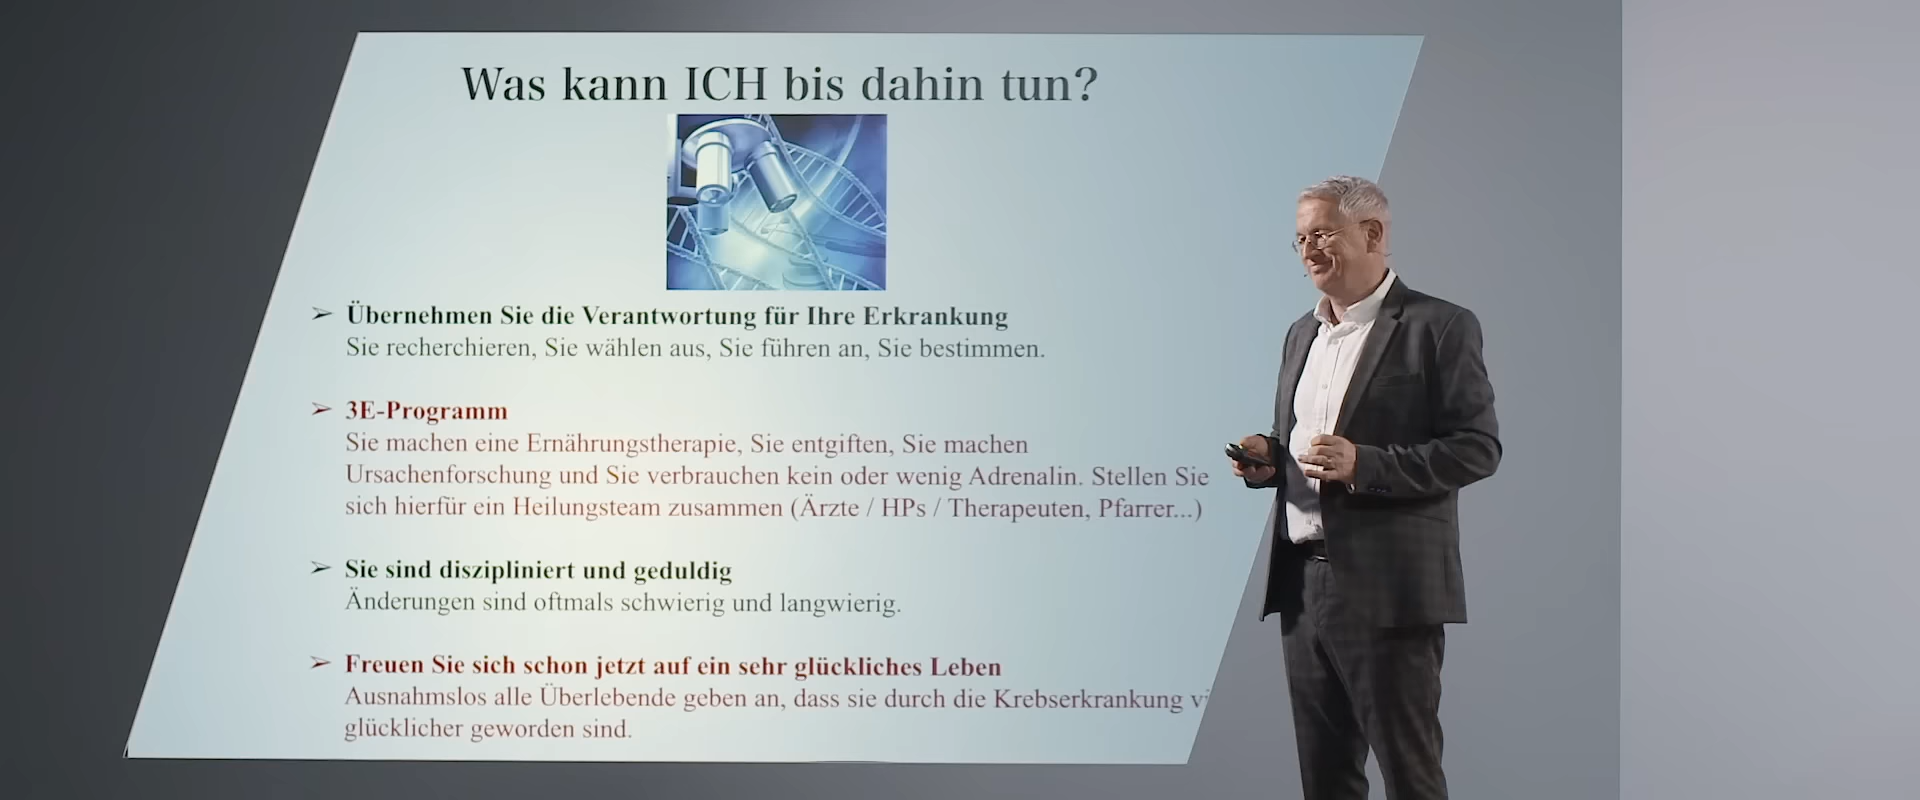 Was kann ICH bis dahin tun?
➢ Übernehmen Sie die Verantwortung für Ihre Erkrankung
Sie recherchieren, Sie wählen aus, Sie führen an, Sie bestimmen.
➢ 3E-Programm
Sie machen eine Ernährungstherapie, Sie entgiften, Sie machen
Ursachenforschung und Sie verbrauchen kein oder wenig Adrenalin. Stellen Sie
sich hierfür ein Heilungsteam zusammen (Ärzte / HPs / Therapeuten, Pfarrer...)
➢ Sie sind diszipliniert und geduldig
Änderungen sind oftmals schwierig und langwierig.
➢ Freuen Sie sich schon jetzt auf ein sehr glückliches Leben
Ausnahmslos alle Überlebende geben an, dass sie durch die Krebserkrankung
glücklicher geworden sind.